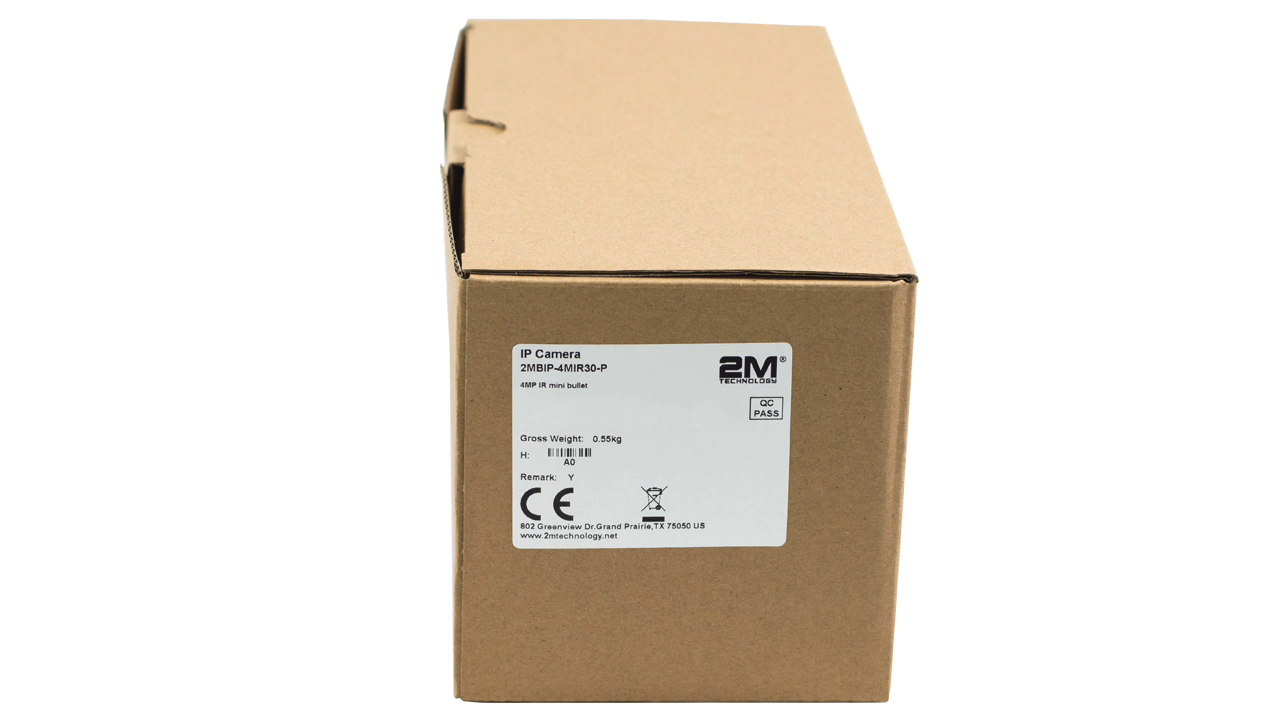 IP Camera
2MBIP-4MIR30-P
4MP IR mini bullet
2M®
TECHNOLOGY
QC
PASS
Gross Weight: 0.55kg
H:
A0
Remark: Y
CE
802 Greenview Dr.Grand Prairie,TX 75050 US
www.2mtechnology.net